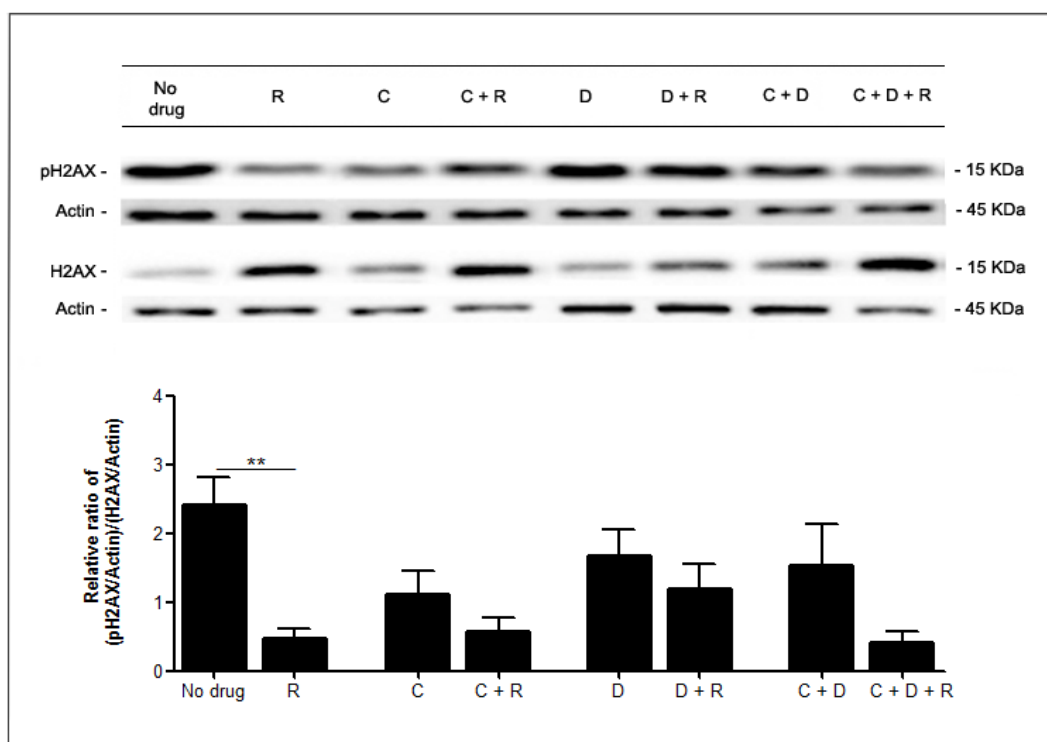 No drug R C C + R D D + R C + D C + D + R
pH2AX - - 15 KDa
Actin - - 45 KDa
H2AX - - 15 KDa
Actin - - 45 KDa
Relative ratio of
(pH2AX/Actin)/(H2AX/Actin)
4
3
2
1
0
**
No drug R C C + R D D + R C + D C + D + R